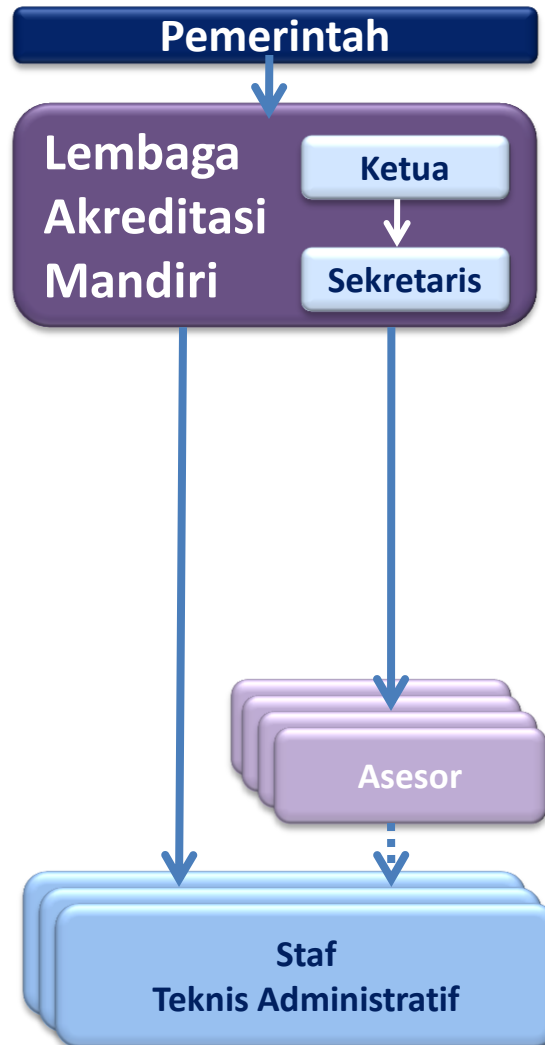 Pemerintah
Lembaga
Akreditasi
Mandiri
Ketua
Sekretaris
Asesor
Staf
Teknis Administratif